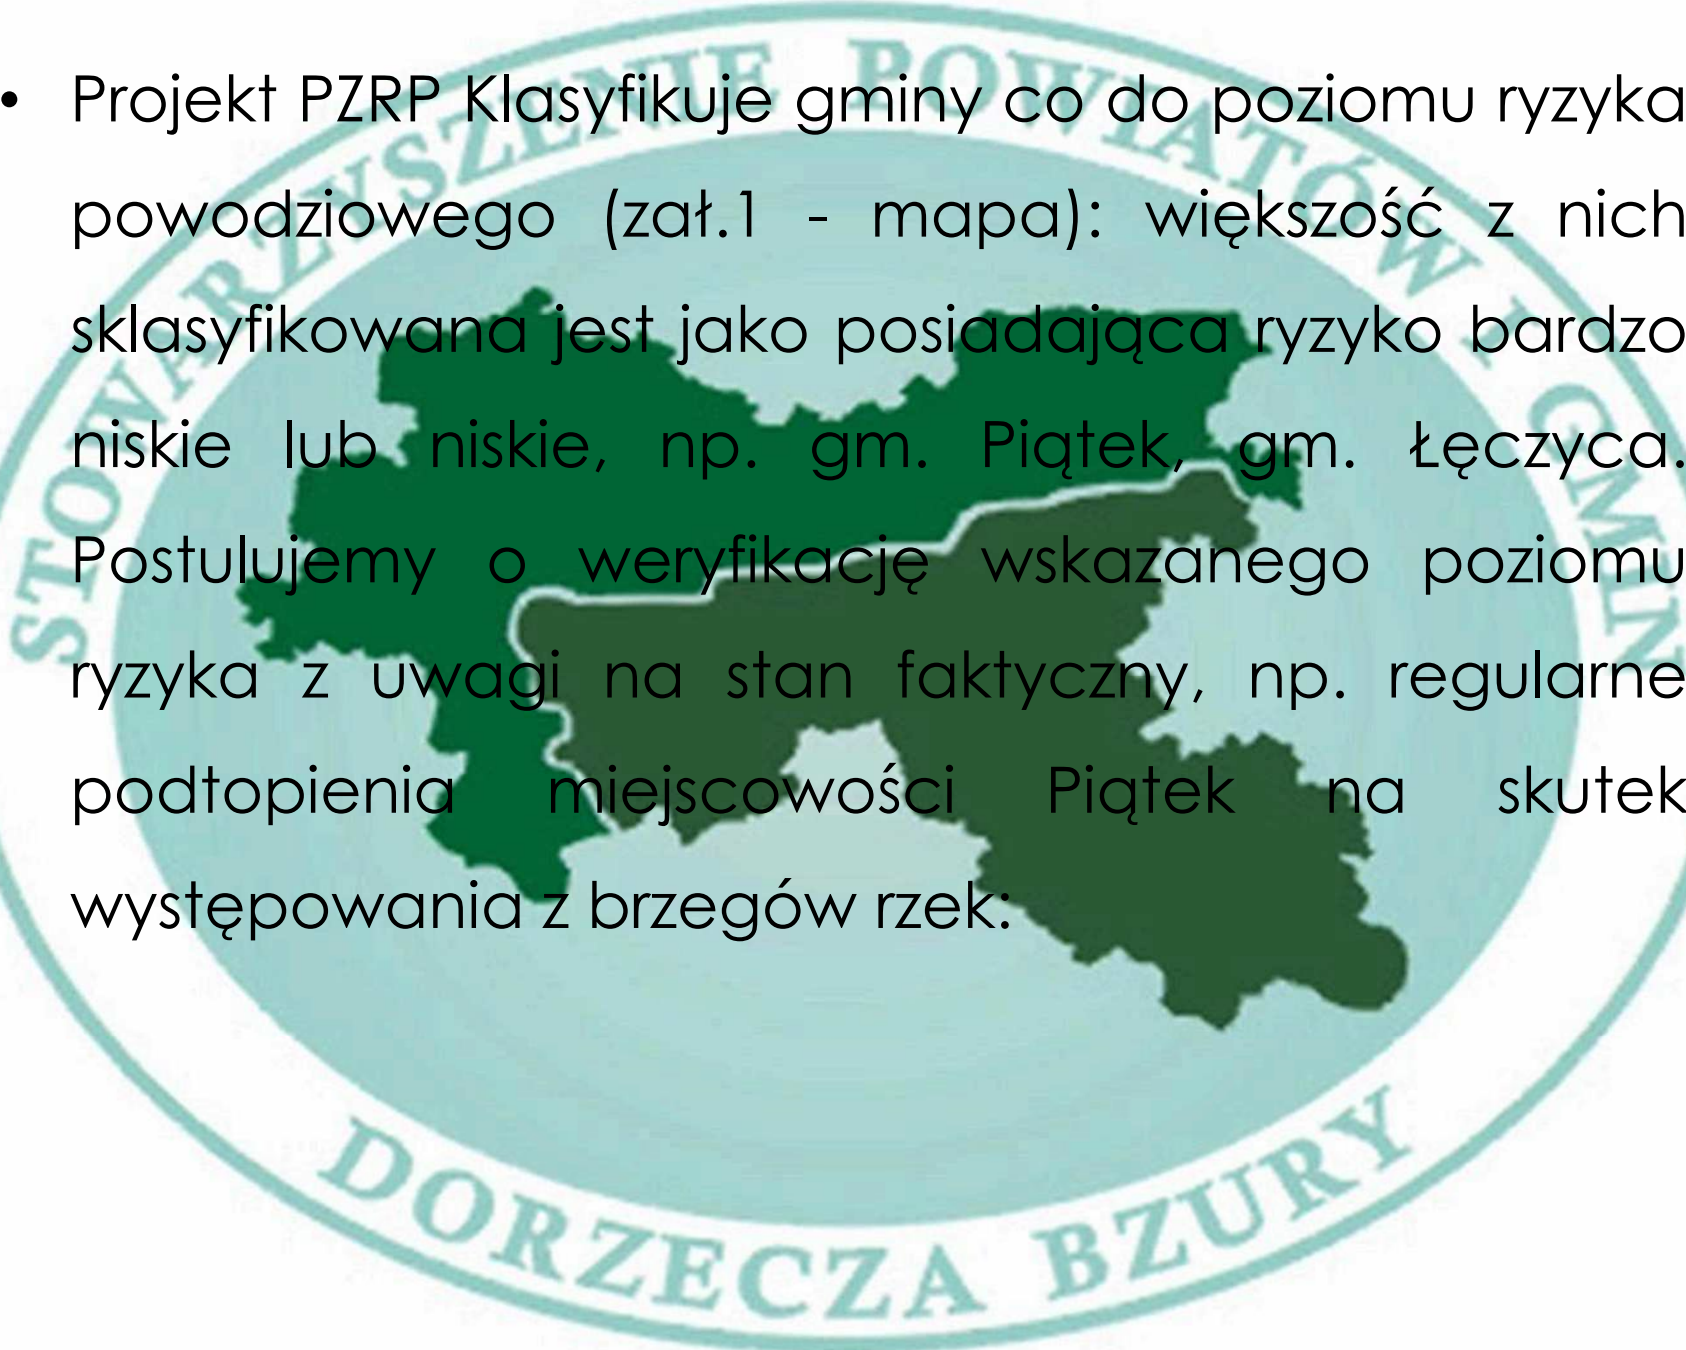 STOWARZYSZENIE POWIATÓW I GMIN
• Projekt PZRP Klasyfikuje gminy co do poziomu ryzyka
powodziowego (zał.1 - mapa): większość z nich
sklasyfikowana jest jako posiadająca ryzyko bardzo
niskie lub niskie, np. gm. Piątek, gm. Łęczyca.
Postulujemy o weryfikację wskazanego poziomu
ryzyka z uwagi na stan faktyczny, np. regularne
podtopienia miejscowości Piątek na skutek
występowania z brzegów rzek:
DORZECZA BZURY